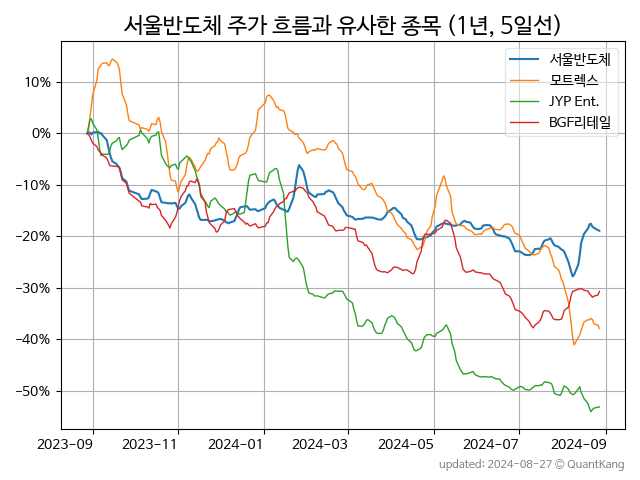 서울반도체 주가 흐름과 유사한 종목 (1년, 5일선)
서울반도체
모트렉스
JYP Ent.
BGF리테일
10%
0%
−10%
−20%
−30%
−40%
−50%
2023-09
2023-11
2024-01
2024-03
2024-05
2024-07
2024-09
updated: 2024-08-27 © QuantKang